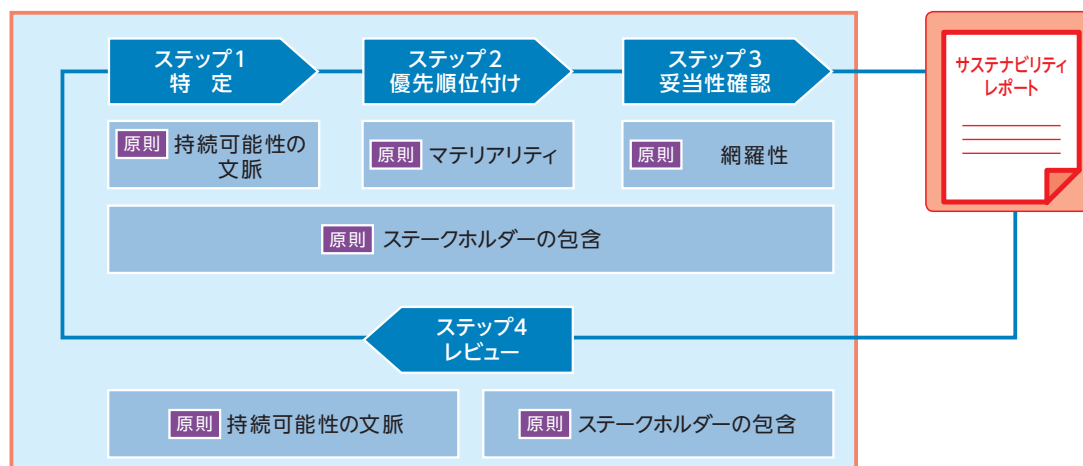 ステップ1
特 定
ステップ2
優先順位付け
ステップ3
妥当性確認
サステナビリティ
レポート
原則 持続可能性の
文脈
原則 マテリアリティ
原則 網羅性
原則 ステークホルダーの包含
ステップ4
レビュー
原則 持続可能性の文脈
原則 ステークホルダーの包含